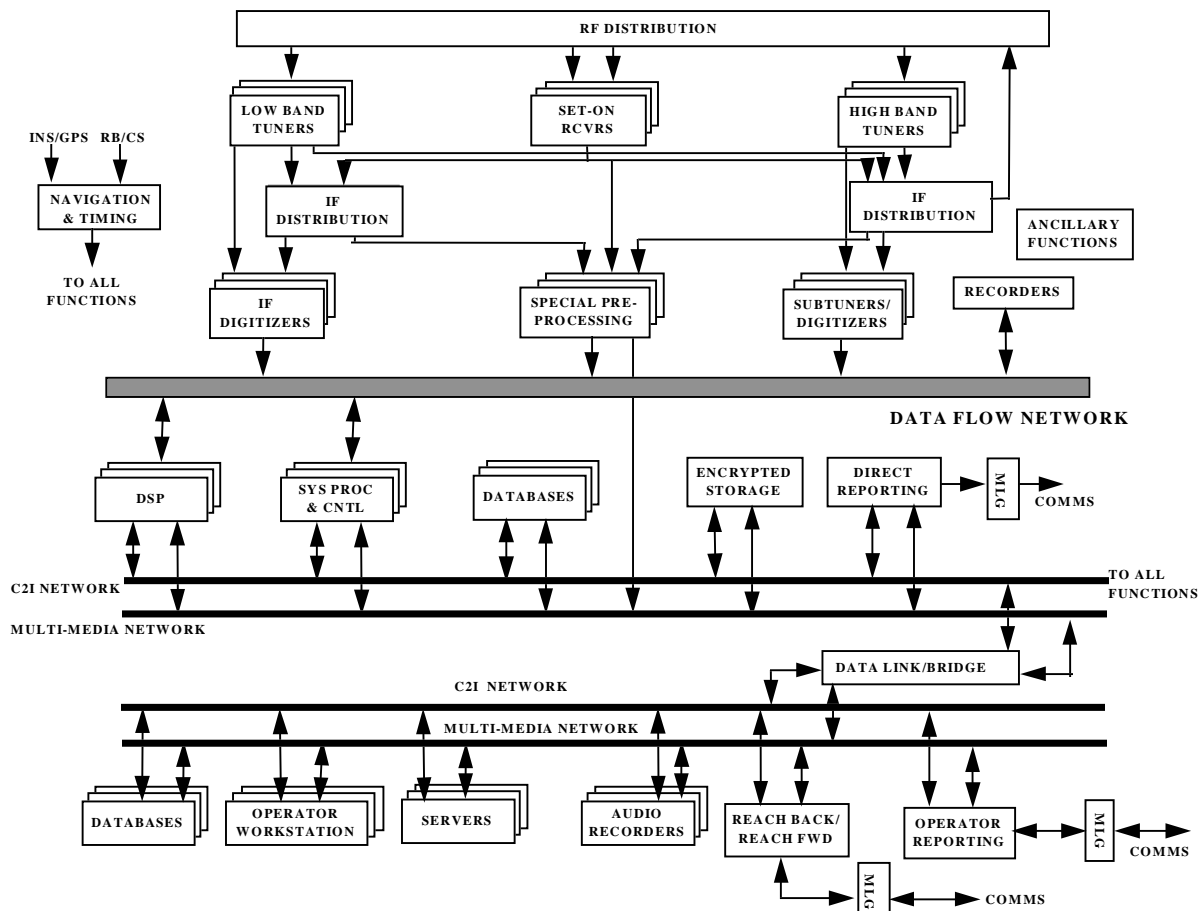 RF DISTRIBUTION
LOW BAND
TUNERS
SET-ON
RCVRS
HIGH BAND
TUNERS
INS/GPS
RB/CS
NAVIGATION
& TIMING
TO ALL
FUNCTIONS
IF
DISTRIBUTION
IF
DISTRIBUTION
ANCILLARY
FUNCTIONS
IF
DIGITIZERS
SPECIAL PRE-
PROCESSING
SUBTUNERS/
DIGITIZERS
RECORDERS
DATA FLOW NETWORK
DSP
SYS PROC
& CNTL
DATABASES
ENCRYPTED
STORAGE
DIRECT
REPORTING
MLG
COMMS
C2I NETWORK
TO ALL
FUNCTIONS
MULTI-MEDIA NETWORK
DATA LINK/BRIDGE
C2I NETWORK
MULTI-MEDIA NETWORK
DATABASES
OPERATOR
WORKSTATION
SERVERS
AUDIO
RECORDERS
REACH BACK/
REACH FWD
OPERATOR
REPORTING
MLG
COMMS
MLG
COMMS